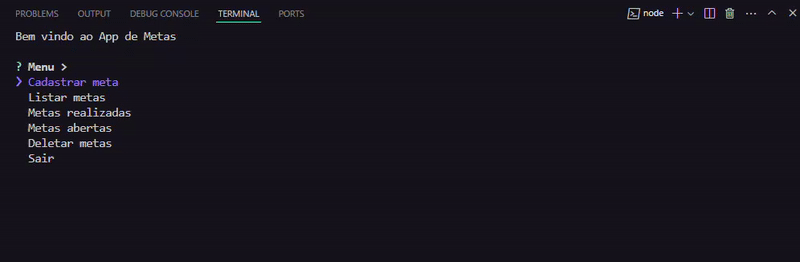 PROBLEMS OUTPUT DEBUG CONSOLE TERMINAL PORTS node
Bem vindo ao App de Metas
? Menu >
❯ Cadastrar meta
Listar metas
Metas realizadas
Metas abertas
Deletar metas
Sair